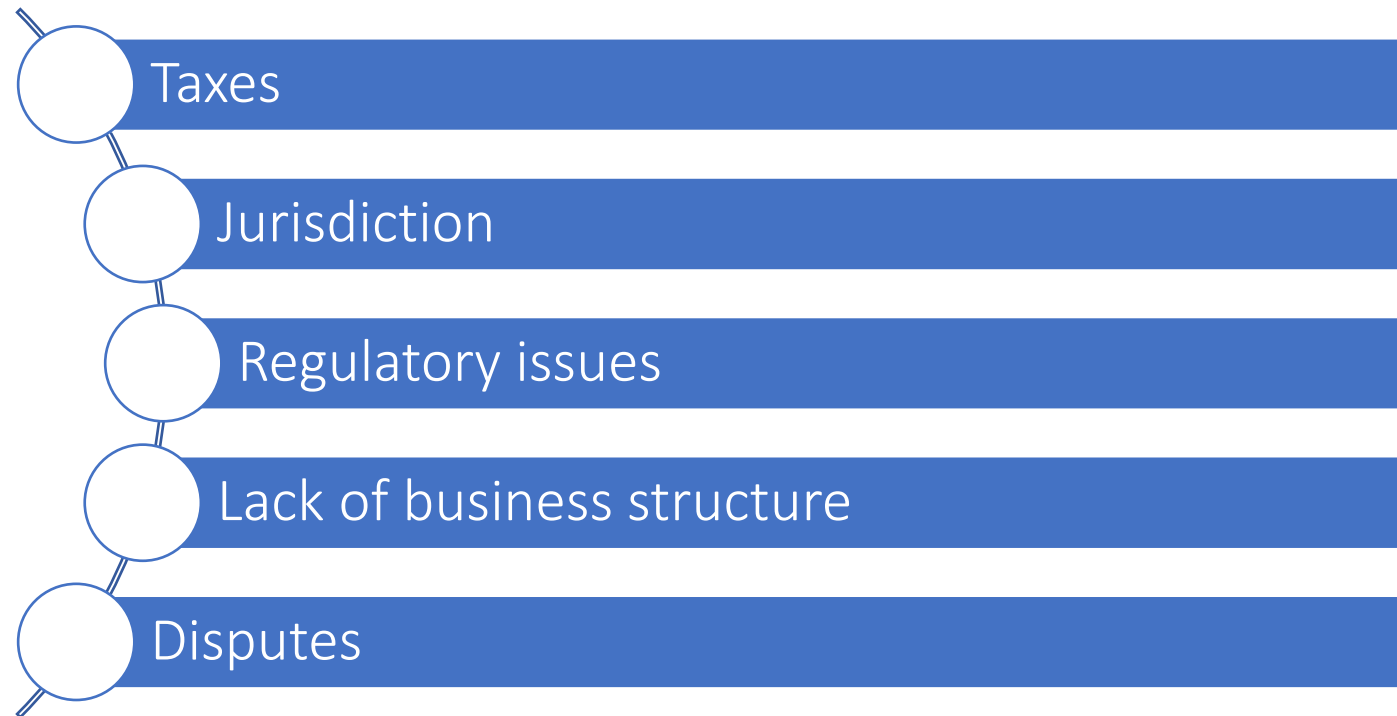 Taxes
Jurisdiction
Regulatory issues
Lack of business structure
Disputes